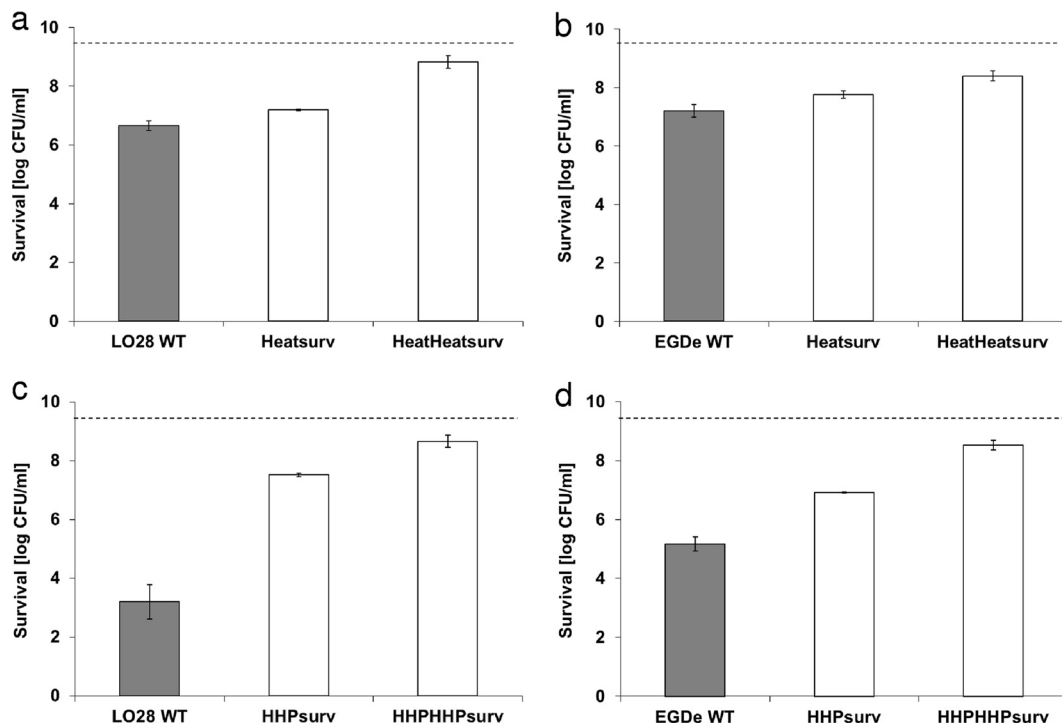 a
Survival [log CFU/ml]
10
8
6
4
2
0
LO28 WT Heatsurv HeatHeatsurv
b
Survival [log CFU/ml]
10
8
6
4
2
0
EGDe WT Heatsurv HeatHeatsurv
c
Survival [log CFU/ml]
10
8
6
4
2
0
LO28 WT HHPsurv HHPHHPsurv
d
Survival [log CFU/ml]
10
8
6
4
2
0
EGDe WT HHPsurv HHPHHPsurv